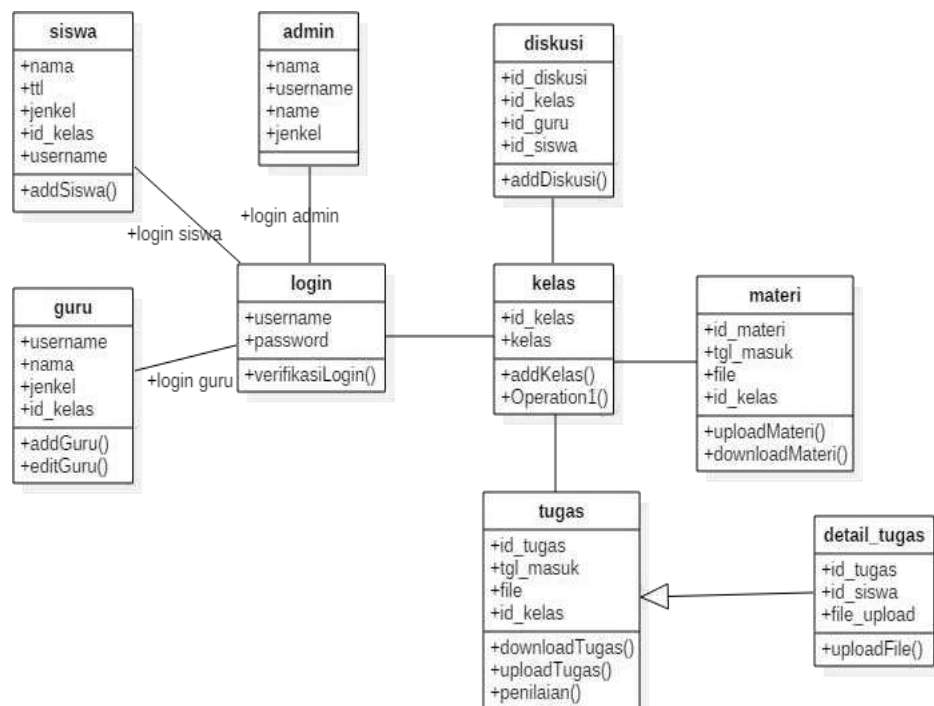 siswa
+nama
+ttl
+jenkel
+id_kelas
+username
+addSiswa()
admin
+nama
+username
+name
+jenkel
diskusi
+id_diskusi
+id_kelas
+id_guru
+id_siswa
+addDiskusi()
+login siswa
+login admin
guru
+username
+nama
+jenkel
+id_kelas
+addGuru()
+editGuru()
+login guru
login
+username
+password
+verifikasiLogin()
kelas
+id_kelas
+kelas
+addKelas()
+Operation1()
materi
+id_materi
+tgl_masuk
+file
+id_kelas
+uploadMateri()
+downloadMateri()
tugas
+id_tugas
+tgl_masuk
+file
+id_kelas
+downloadTugas()
+uploadTugas()
+penilaian()
detail_tugas
+id_tugas
+id_siswa
+file_upload
+uploadFile()